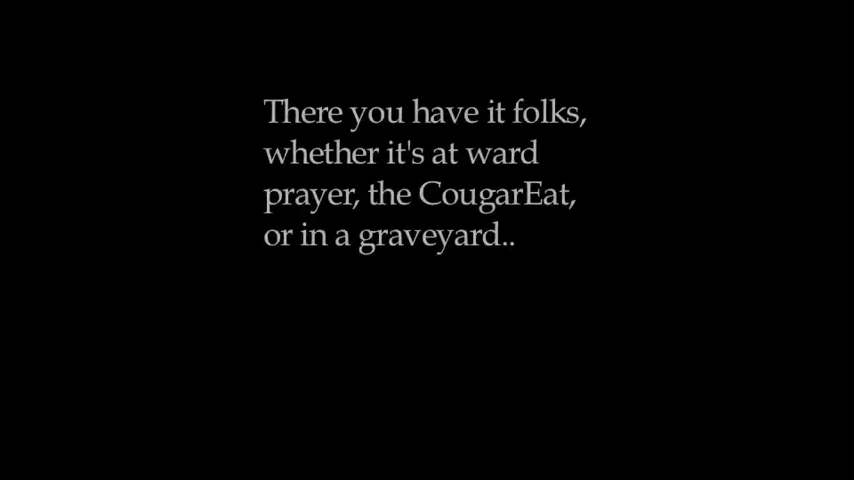 There you have it folks,
whether it's at ward
prayer, the CougarEat,
or in a graveyard..